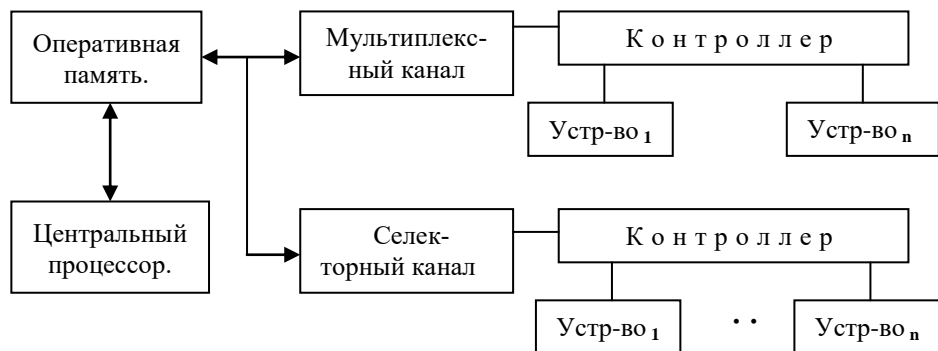 Оперативная
память.
Мультиплекс-
ный канал
К о н т р о л л е р
Устр-во 1
Устр-во n
Центральный
процессор.
Селек-
торный канал
К о н т р о л л е р
Устр-во 1
. .
Устр-во n